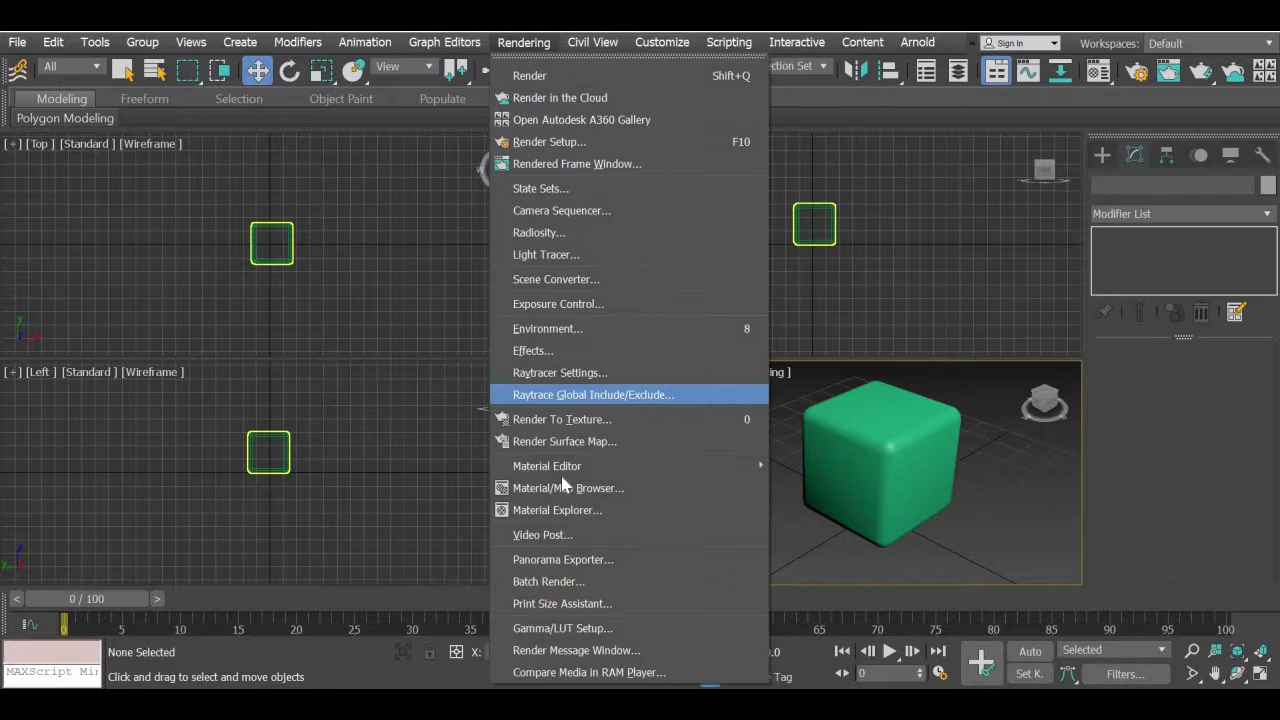 File Edit Tools Group Views Create Modifiers Animation Graph Editors Rendering Civil View Customize Scripting Interactive Content Arnold » Sign In Workspaces: Default
All View ection Set
Modeling Freeform Selection Object Paint Populate
Polygon Modeling
[+] [Top] [Standard] [Wireframe]
[+] [Left] [Standard] [Wireframe]
Render Shift+Q
Render in the Cloud
Open Autodesk A360 Gallery
Render Setup... F10
Rendered Frame Window...
State Sets...
Camera Sequencer...
Radiosity...
Light Tracer...
Scene Converter...
Exposure Control...
Environment... 8
Effects...
Raytracer Settings...
Raytrace Global Include/Exclude...
Render To Texture... 0
Render Surface Map...
Material Editor
Material/M Browser...
Material Explorer...
Video Post...
Panorama Exporter...
Batch Render...
Print Size Assistant...
Gamma/LUT Setup...
Render Message Window...
Compare Media in RAM Player...
ing ]
Modifier List
y
x
z
y
< 0 / 100 >
0 5 10 15 20 25 30 35 65 70 75 80 85 90 95 100
None Selected X: .0 Auto Selected
MAXScript Mi Click and drag to select and move objects Tag 0 Set K. Filters...